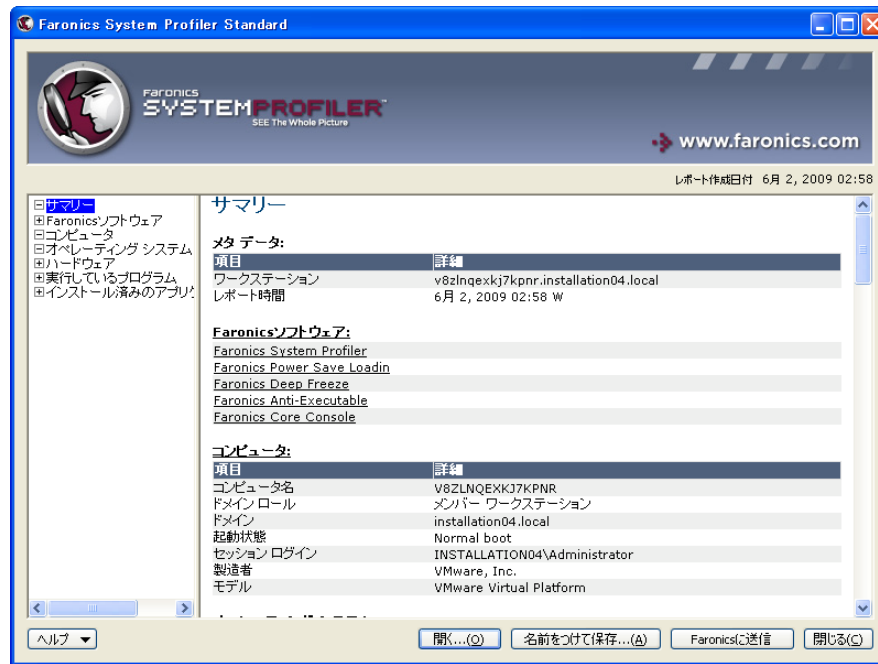 Faronics System Profiler Standard
Faronics
SYSTEMPROFILER
SEE The Whole Picture
www.faronics.com
レポート作成日付 6月 2, 2009 02:58
サマリー
Faronicsソフトウェア
コンピュータ
オペレーティング システム
ハードウェア
実行しているプログラム
インストール済みのアプリケ
サマリー
メタ データ:
項目 詳細
ワークステーション v8zlnqexkj7kpnr.installation04.local
レポート時間 6月 2, 2009 02:58 W
Faronicsソフトウェア:
Faronics System Profiler
Faronics Power Save Loadin
Faronics Deep Freeze
Faronics Anti-Executable
Faronics Core Console
コンピュータ:
項目 詳細
コンピュータ名 V8ZLNQEXKJ7KPNR
ドメイン ロール メンバー ワークステーション
ドメイン installation04.local
起動状態 Normal boot
セッション ログイン INSTALLATION04\Administrator
製造者 VMware, Inc.
モデル VMware Virtual Platform
ヘルプ
開く...(O)
名前をつけて保存...(A)
Faronicsに送信
閉じる(C)